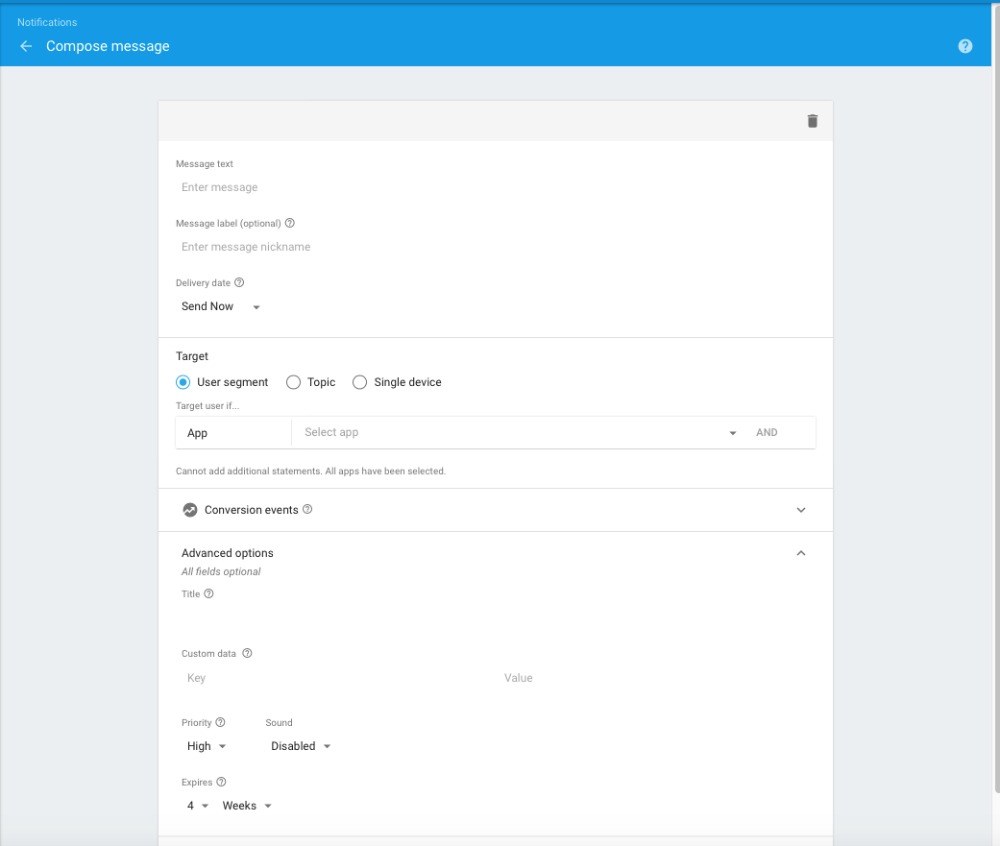 Notifications
Compose message
Message text
Enter message
Message label (optional)
Enter message nickname
Delivery date
Send Now
Target
User segment Topic Single device
Target user if...
App Select app AND
Cannot add additional statements. All apps have been selected.
Conversion events
Advanced options
All fields optional
Title
Custom data
Key Value
Priority Sound
High Disabled
Expires
4 Weeks